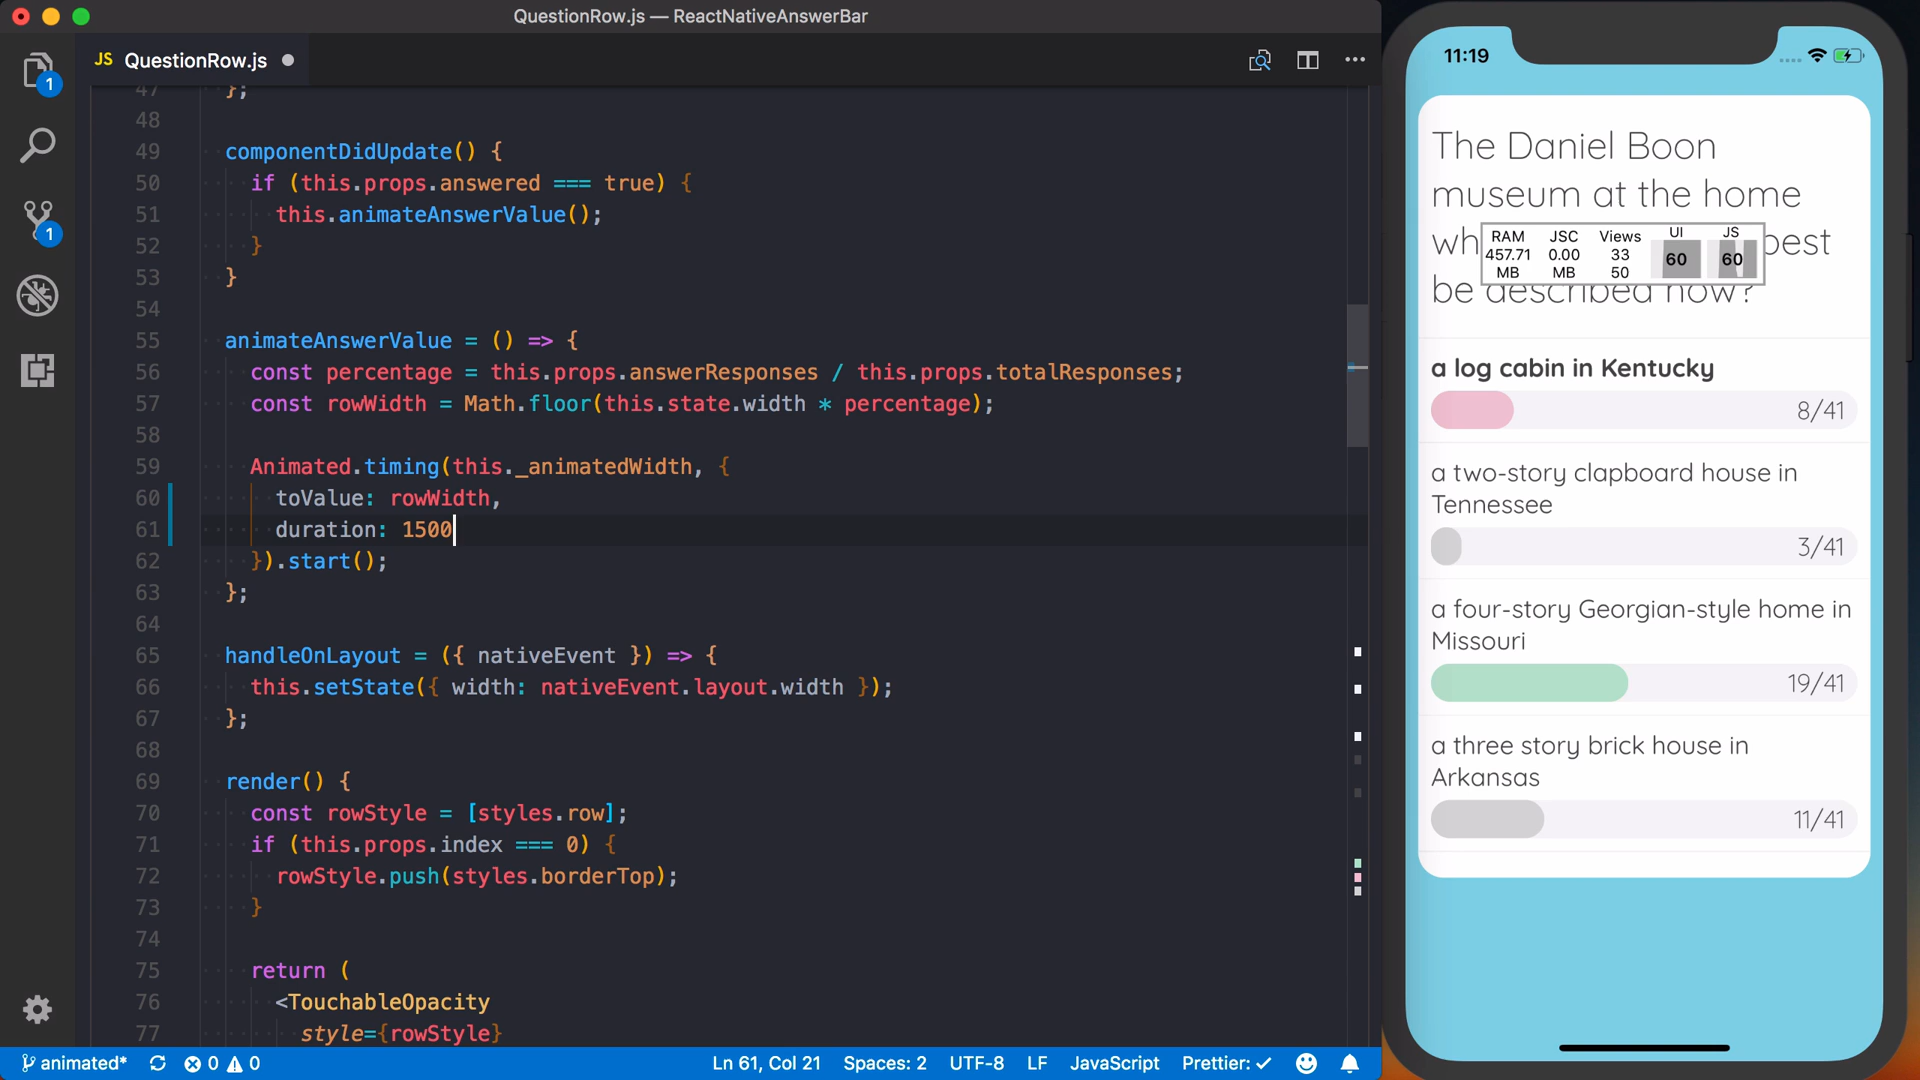 QuestionRow.js — ReactNativeAnswerBar
JS QuestionRow.js
1
1
47 };
48
49 componentDidUpdate() {
50 if (this.props.answered === true) {
51 this.animateAnswerValue();
52 }
53 }
54
55 animateAnswerValue = () => {
56 const percentage = this.props.answerResponses / this.props.totalResponses;
57 const rowWidth = Math.floor(this.state.width * percentage);
58
59 Animated.timing(this._animatedWidth, {
60 toValue: rowWidth,
61 duration: 1500
62 }).start();
63 };
64
65 handleOnLayout = ({ nativeEvent }) => {
66 this.setState({ width: nativeEvent.layout.width });
67 };
68
69 render() {
70 const rowStyle = [styles.row];
71 if (this.props.index === 0) {
72 rowStyle.push(styles.borderTop);
73 }
74
75 return (
76 <TouchableOpacity
77 style={rowStyle}
animated* 0 0 Ln 61, Col 21 Spaces: 2 UTF-8 LF JavaScript Prettier: ✓
11:19
The Daniel Boon
museum at the home
wh
best
be described now?
RAM JSC Views UI JS
457.71 0.00 33 60 60
MB MB 50
a log cabin in Kentucky
8/41
a two-story clapboard house in
Tennessee
3/41
a four-story Georgian-style home in
Missouri
19/41
a three story brick house in
Arkansas
11/41